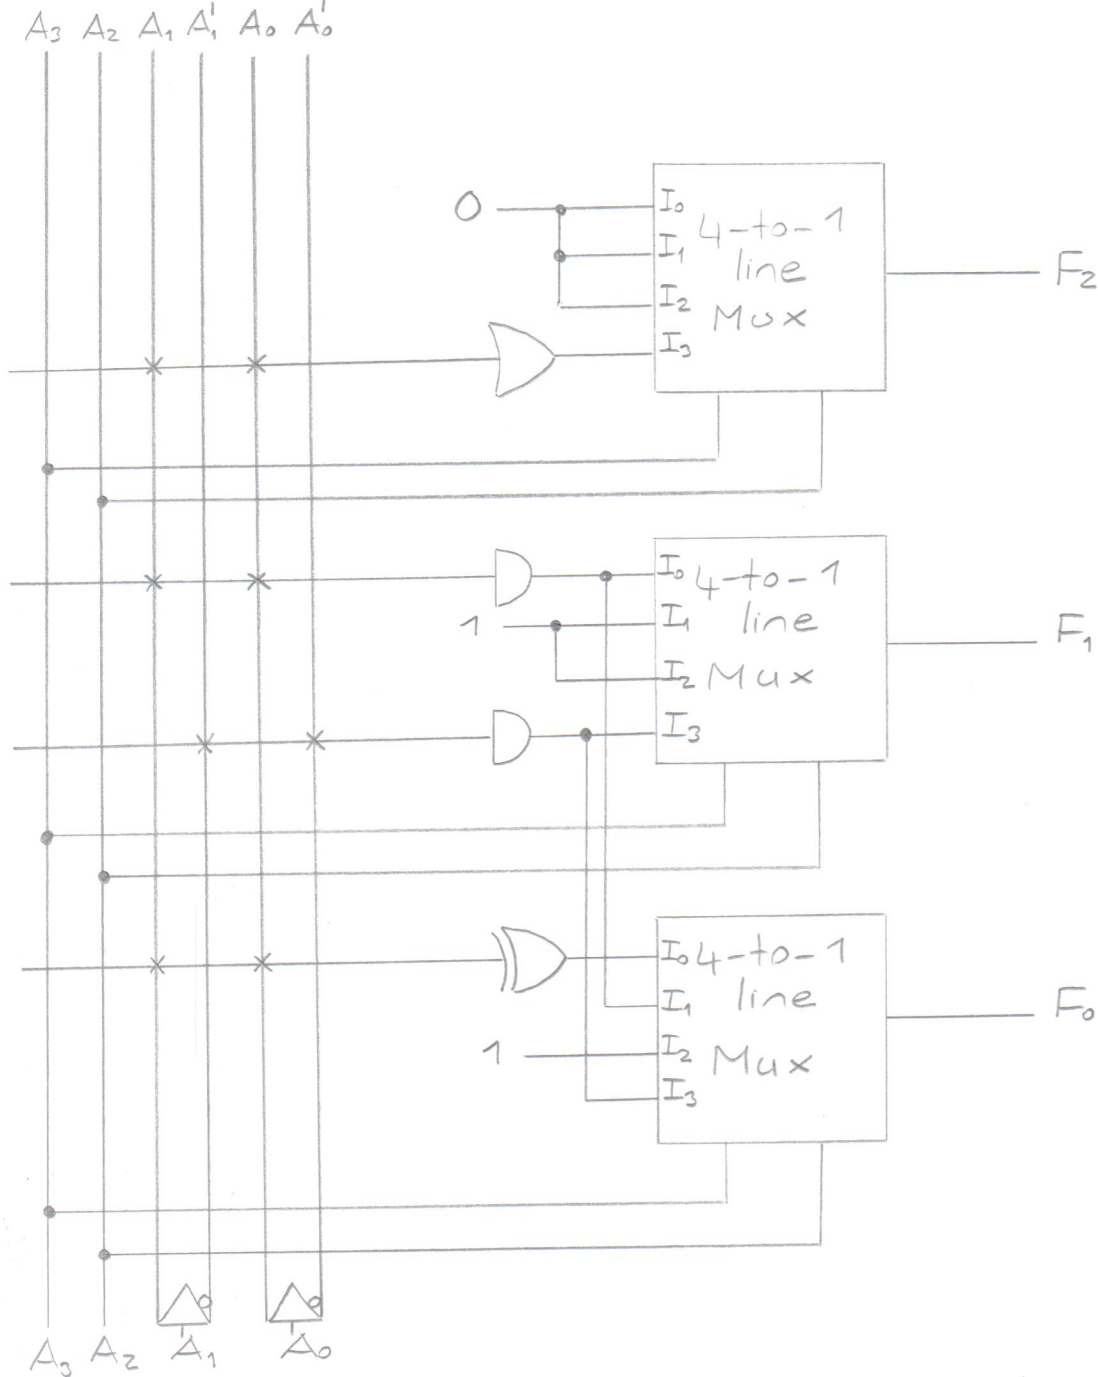 A₃ A₂ A₁ A₁' A₀ A₀'
0
I₀
I₁
I₂
I₃
4-to-1
line
Mux
F₂
1
I₀
I₁
I₂
I₃
4-to-1
line
Mux
F₁
1
I₀
I₁
I₂
I₃
4-to-1
line
Mux
F₀
A₃ A₂ A₁ A₀